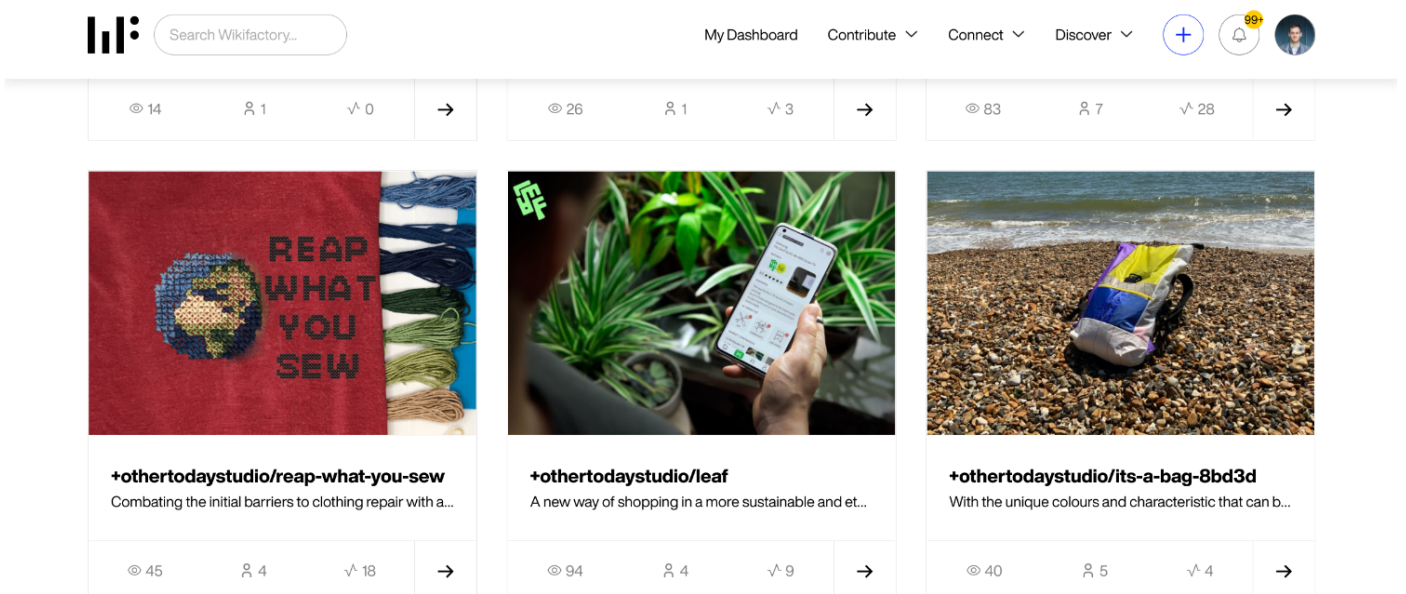 Search Wikifactory...
My Dashboard
Contribute
Connect
Discover
99+
14
1
0
26
1
3
83
7
28
REAP
WHAT
YOU
SEW
LEAF
+othertodaystudio/reap-what-you-sew
Combating the initial barriers to clothing repair with a...
+othertodaystudio/leaf
A new way of shopping in a more sustainable and et...
+othertodaystudio/its-a-bag-8bd3d
With the unique colours and characteristic that can b...
45
4
18
94
4
9
40
5
4